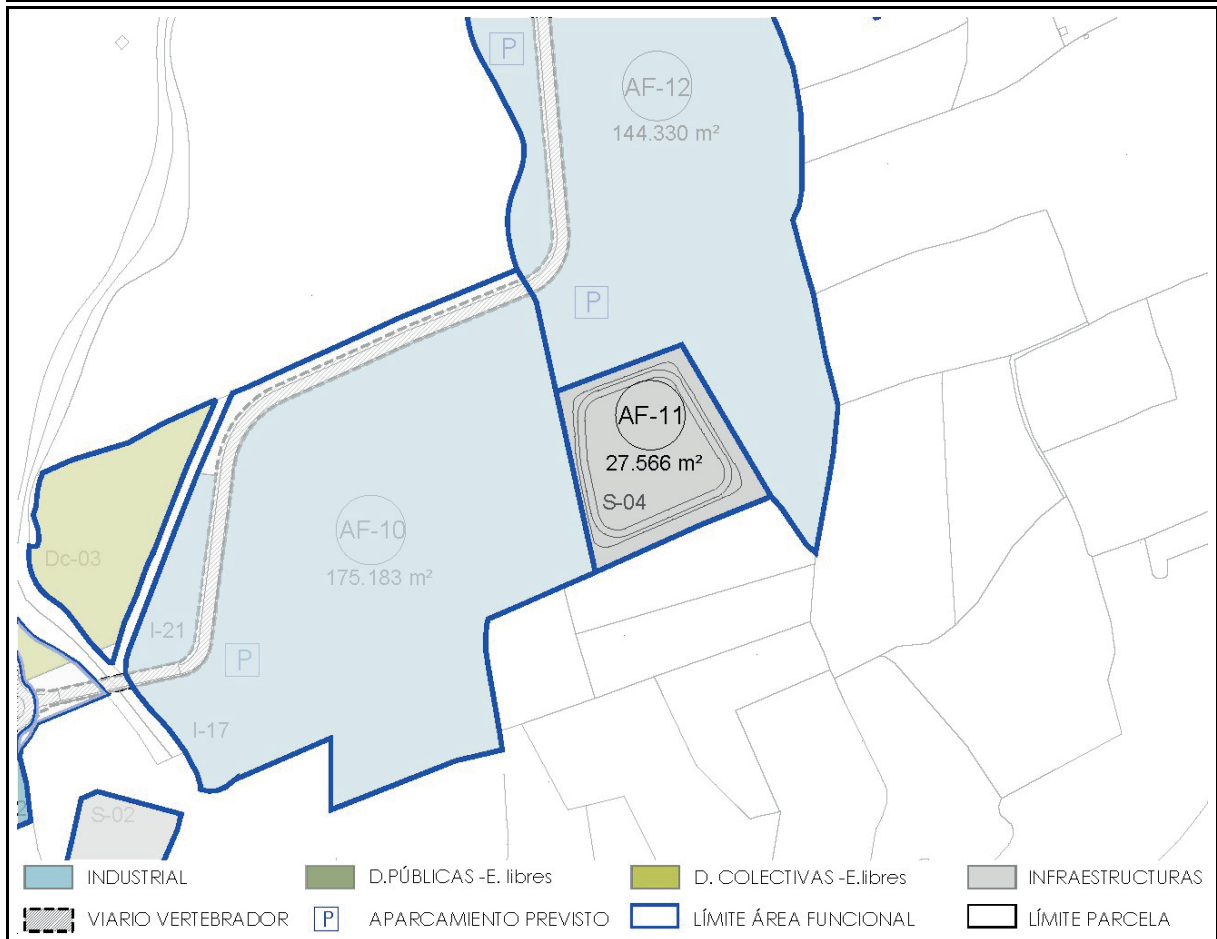 P
AF-12
144.330 m²
P
AF-11
27.566 m²
S-04
AF-10
175.183 m²
Dc-03
I-21
P
I-17
S-02
2
INDUSTRIAL
D.PÚBLICAS -E. libres
D. COLECTIVAS -E.libres
INFRAESTRUCTURAS
VIARIO VERTEBRADOR
P
APARCAMIENTO PREVISTO
LÍMITE ÁREA FUNCIONAL
LÍMITE PARCELA